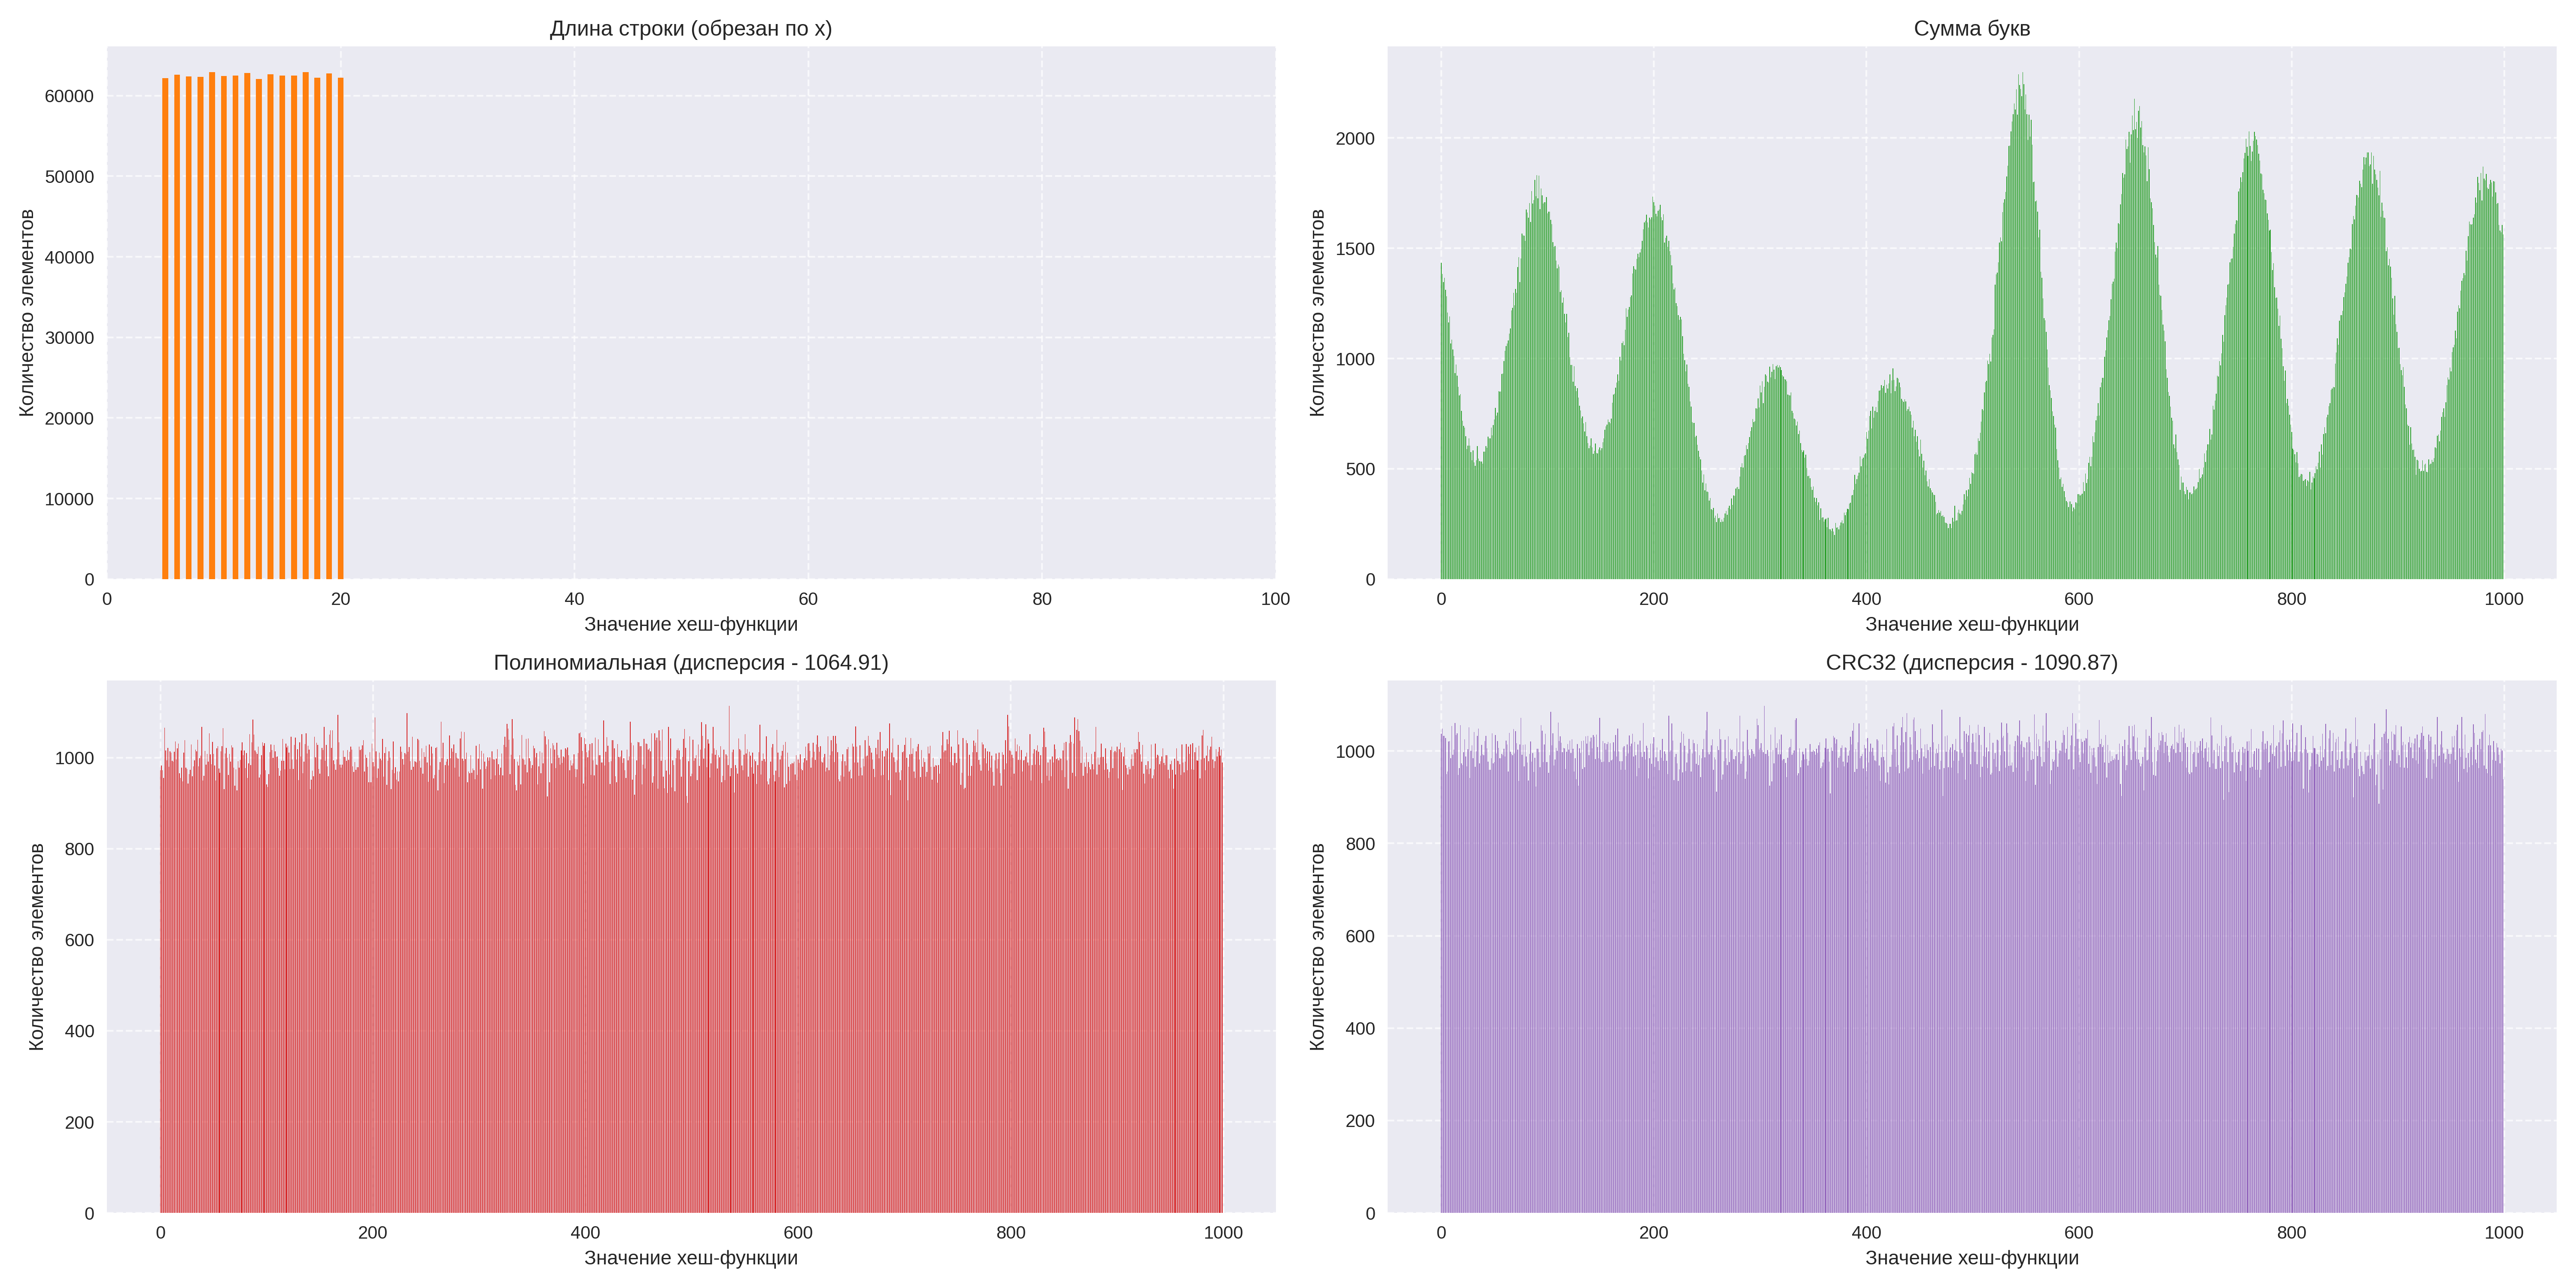 Длина строки (обрезан по x)
Количество элементов
60000
50000
40000
30000
20000
10000
0
0 20 40 60 80 100
Значение хеш-функции
Сумма букв
Количество элементов
2000
1500
1000
500
0
0 200 400 600 800 1000
Значение хеш-функции
Полиномиальная (дисперсия - 1064.91)
Количество элементов
1000
800
600
400
200
0
0 200 400 600 800 1000
Значение хеш-функции
CRC32 (дисперсия - 1090.87)
Количество элементов
1000
800
600
400
200
0
0 200 400 600 800 1000
Значение хеш-функции